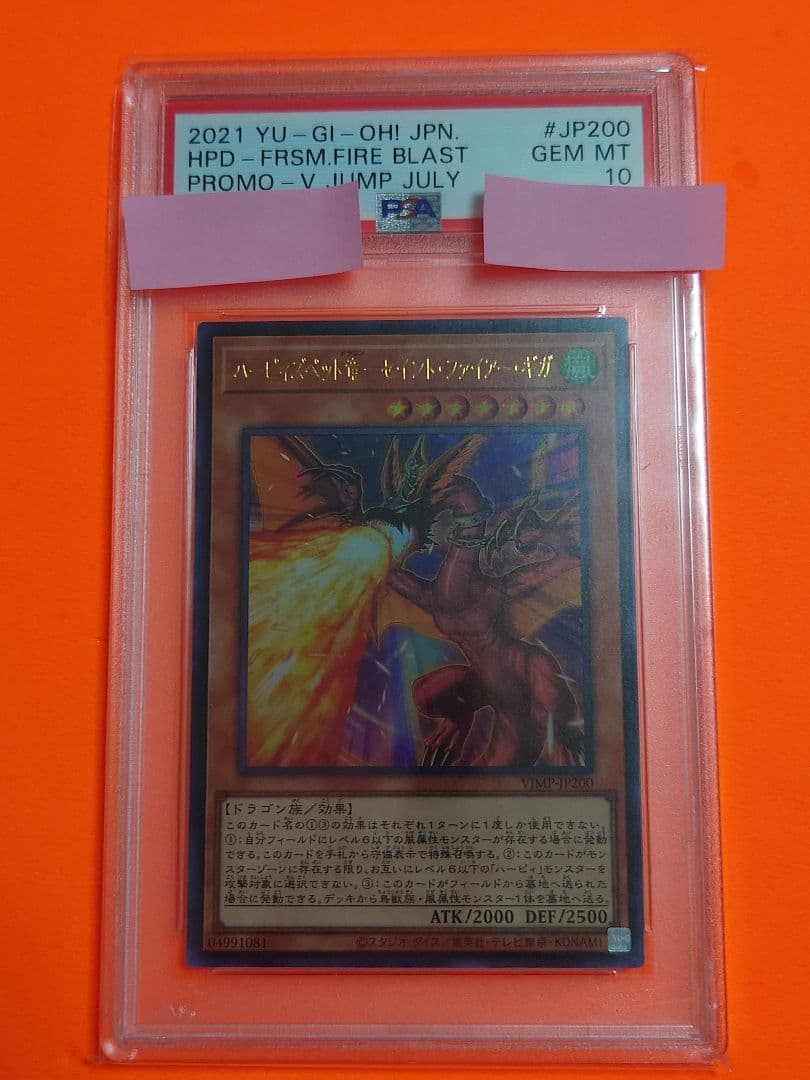 2021 YU-GI-OH! JPN. #JP200
HPD-FRSM.FIRE BLAST GEM MT
PROMO-V JUMP JULY 10
PSA
ハーピィズペット竜－セイント・ファイアー・ギガ
風
VJMP-JP200
【ドラゴン族／効果】
このカード名の①③の効果はそれぞれ1ターンに1度しか使用できない。
①：自分フィールドにレベル6以下の風属性モンスターが存在する場合に発動
できる。このカードを手札から守備表示で特殊召喚する。②：このカードがモン
スターゾーンに存在する限り、お互いにレベル6以下の「ハーピィ」モンスターを
攻撃対象に選択できない。③：このカードがフィールドから墓地へ送られた
場合に発動できる。デッキから鳥獣族・風属性モンスター1体を墓地へ送る。
ATK/2000 DEF/2500
04991081
©スタジオ・ダイス／集英社・テレビ東京・KONAMI